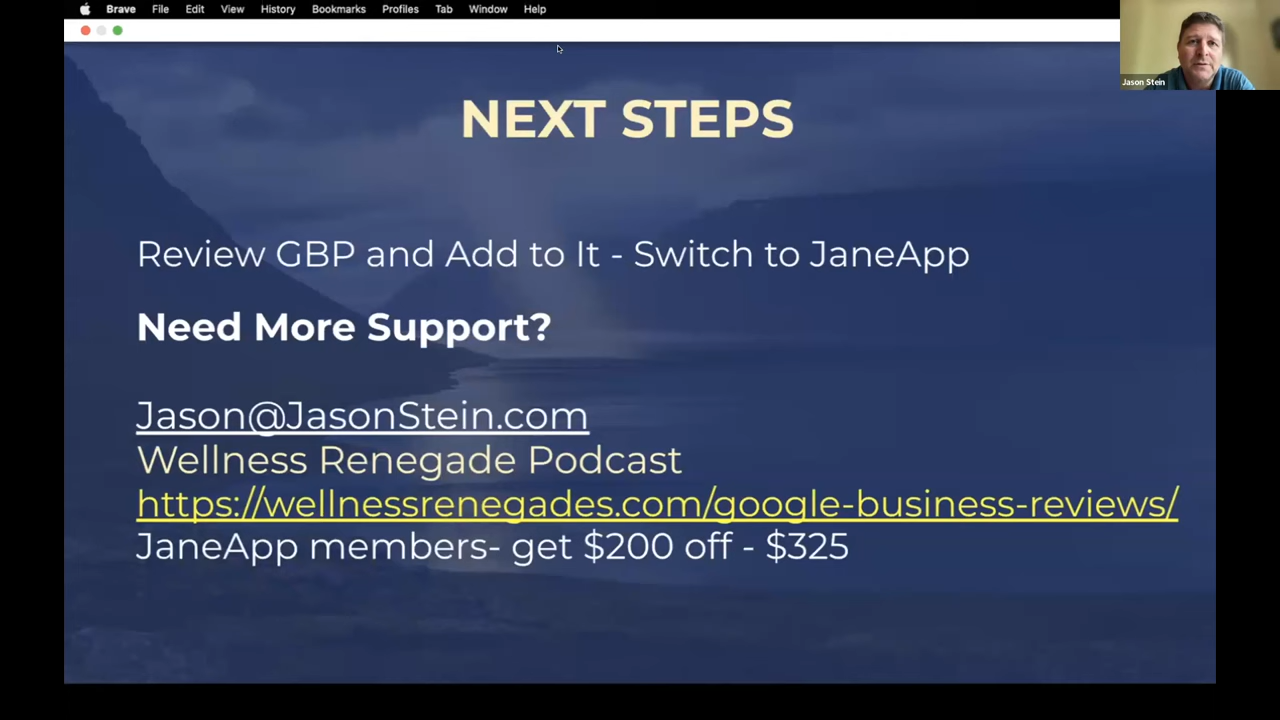 Brave File Edit View History Bookmarks Profiles Tab Window Help
Jason Stein
NEXT STEPS
Review GBP and Add to It - Switch to JaneApp
Need More Support?
Jason@JasonStein.com
Wellness Renegade Podcast
https://wellnessrenegades.com/google-business-reviews/
JaneApp members- get $200 off - $325